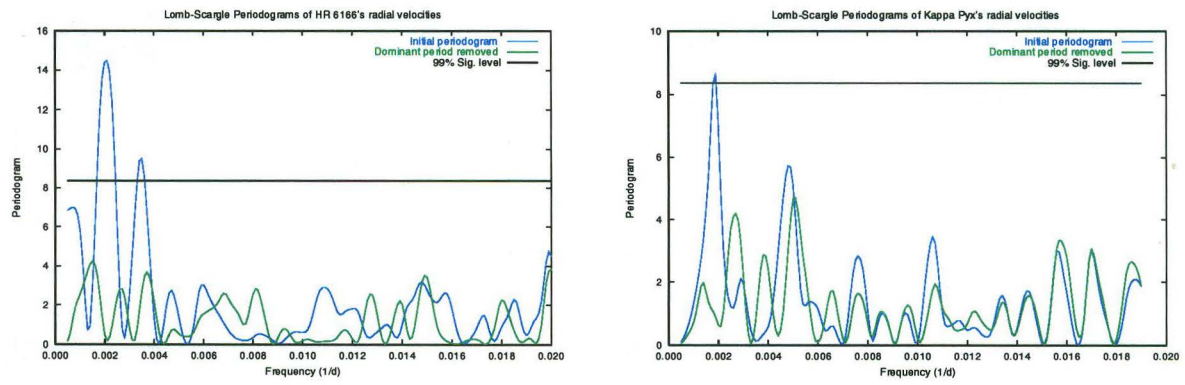 Lomb-Scargle Periodograms of HR 6166's radial velocities
16
14
12
10
8
6
4
2
0
Periodogram
Initial periodogram
Dominant period removed
99% Sig. level
0.000 0.002 0.004 0.006 0.008 0.010 0.012 0.014 0.016 0.018 0.020
Frequency (1/d)
Lomb-Scargle Periodograms of Kappa Pyx's radial velocities
10
8
6
4
2
0
Periodogram
Initial periodogram
Dominant period removed
99% Sig. level
0.000 0.002 0.004 0.006 0.008 0.010 0.012 0.014 0.016 0.018 0.020
Frequency (1/d)